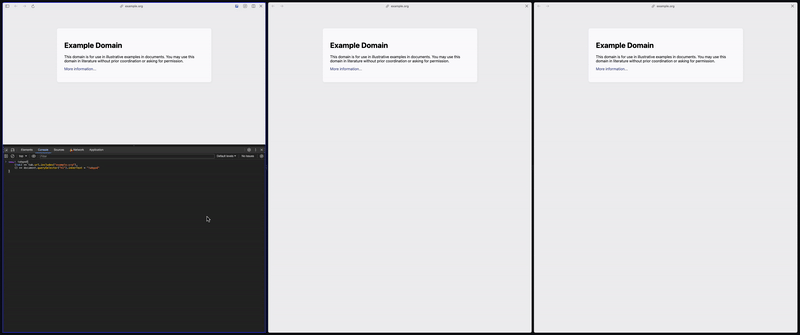 example.org
Example Domain
This domain is for use in illustrative examples in documents. You may use this
domain in literature without prior coordination or asking for permission.
More information...
Elements
Console
Sources
Network
Application
top
Filter
Default levels
No Issues
example.org
Example Domain
This domain is for use in illustrative examples in documents. You may use this
domain in literature without prior coordination or asking for permission.
More information...
example.org
Example Domain
This domain is for use in illustrative examples in documents. You may use this
domain in literature without prior coordination or asking for permission.
More information...